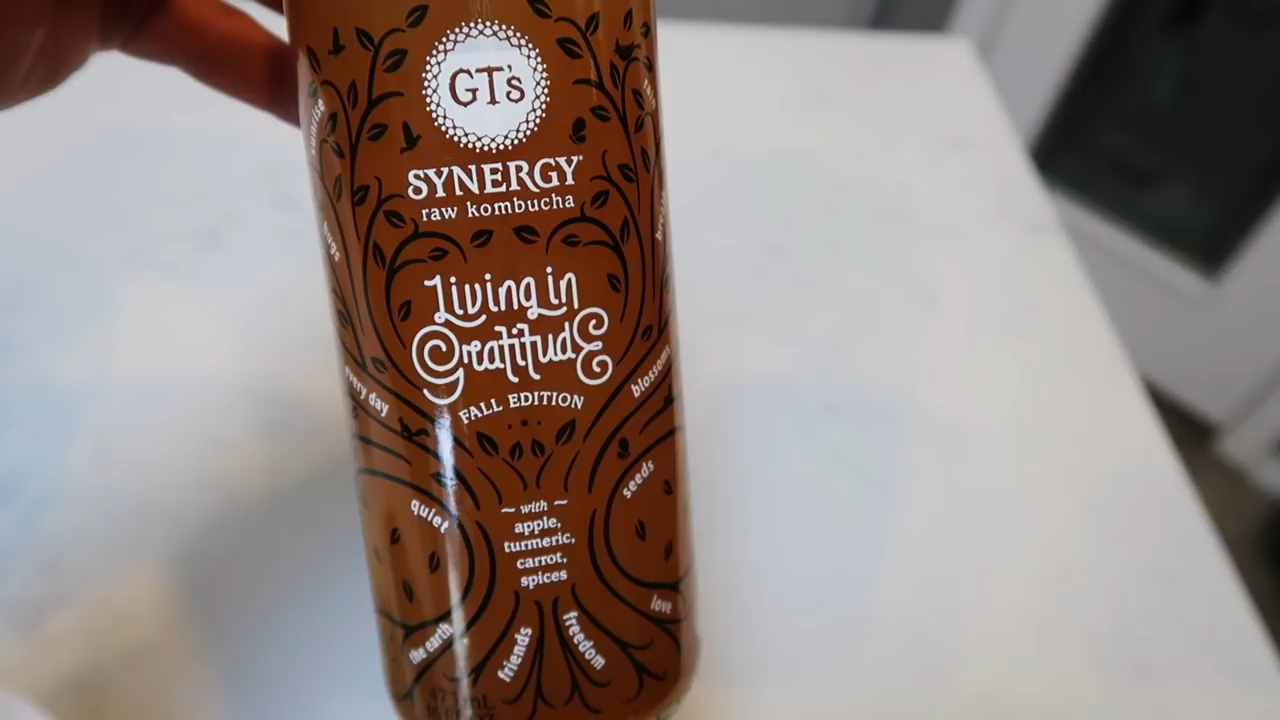 GT's
SYNERGY
raw kombucha
sunrise
hugs
Living in
Gratitude
FALL EDITION
every day
blossoms
seeds
quiet
~ with ~
apple,
turmeric,
carrot,
spices
love
the earth
friends
freedom